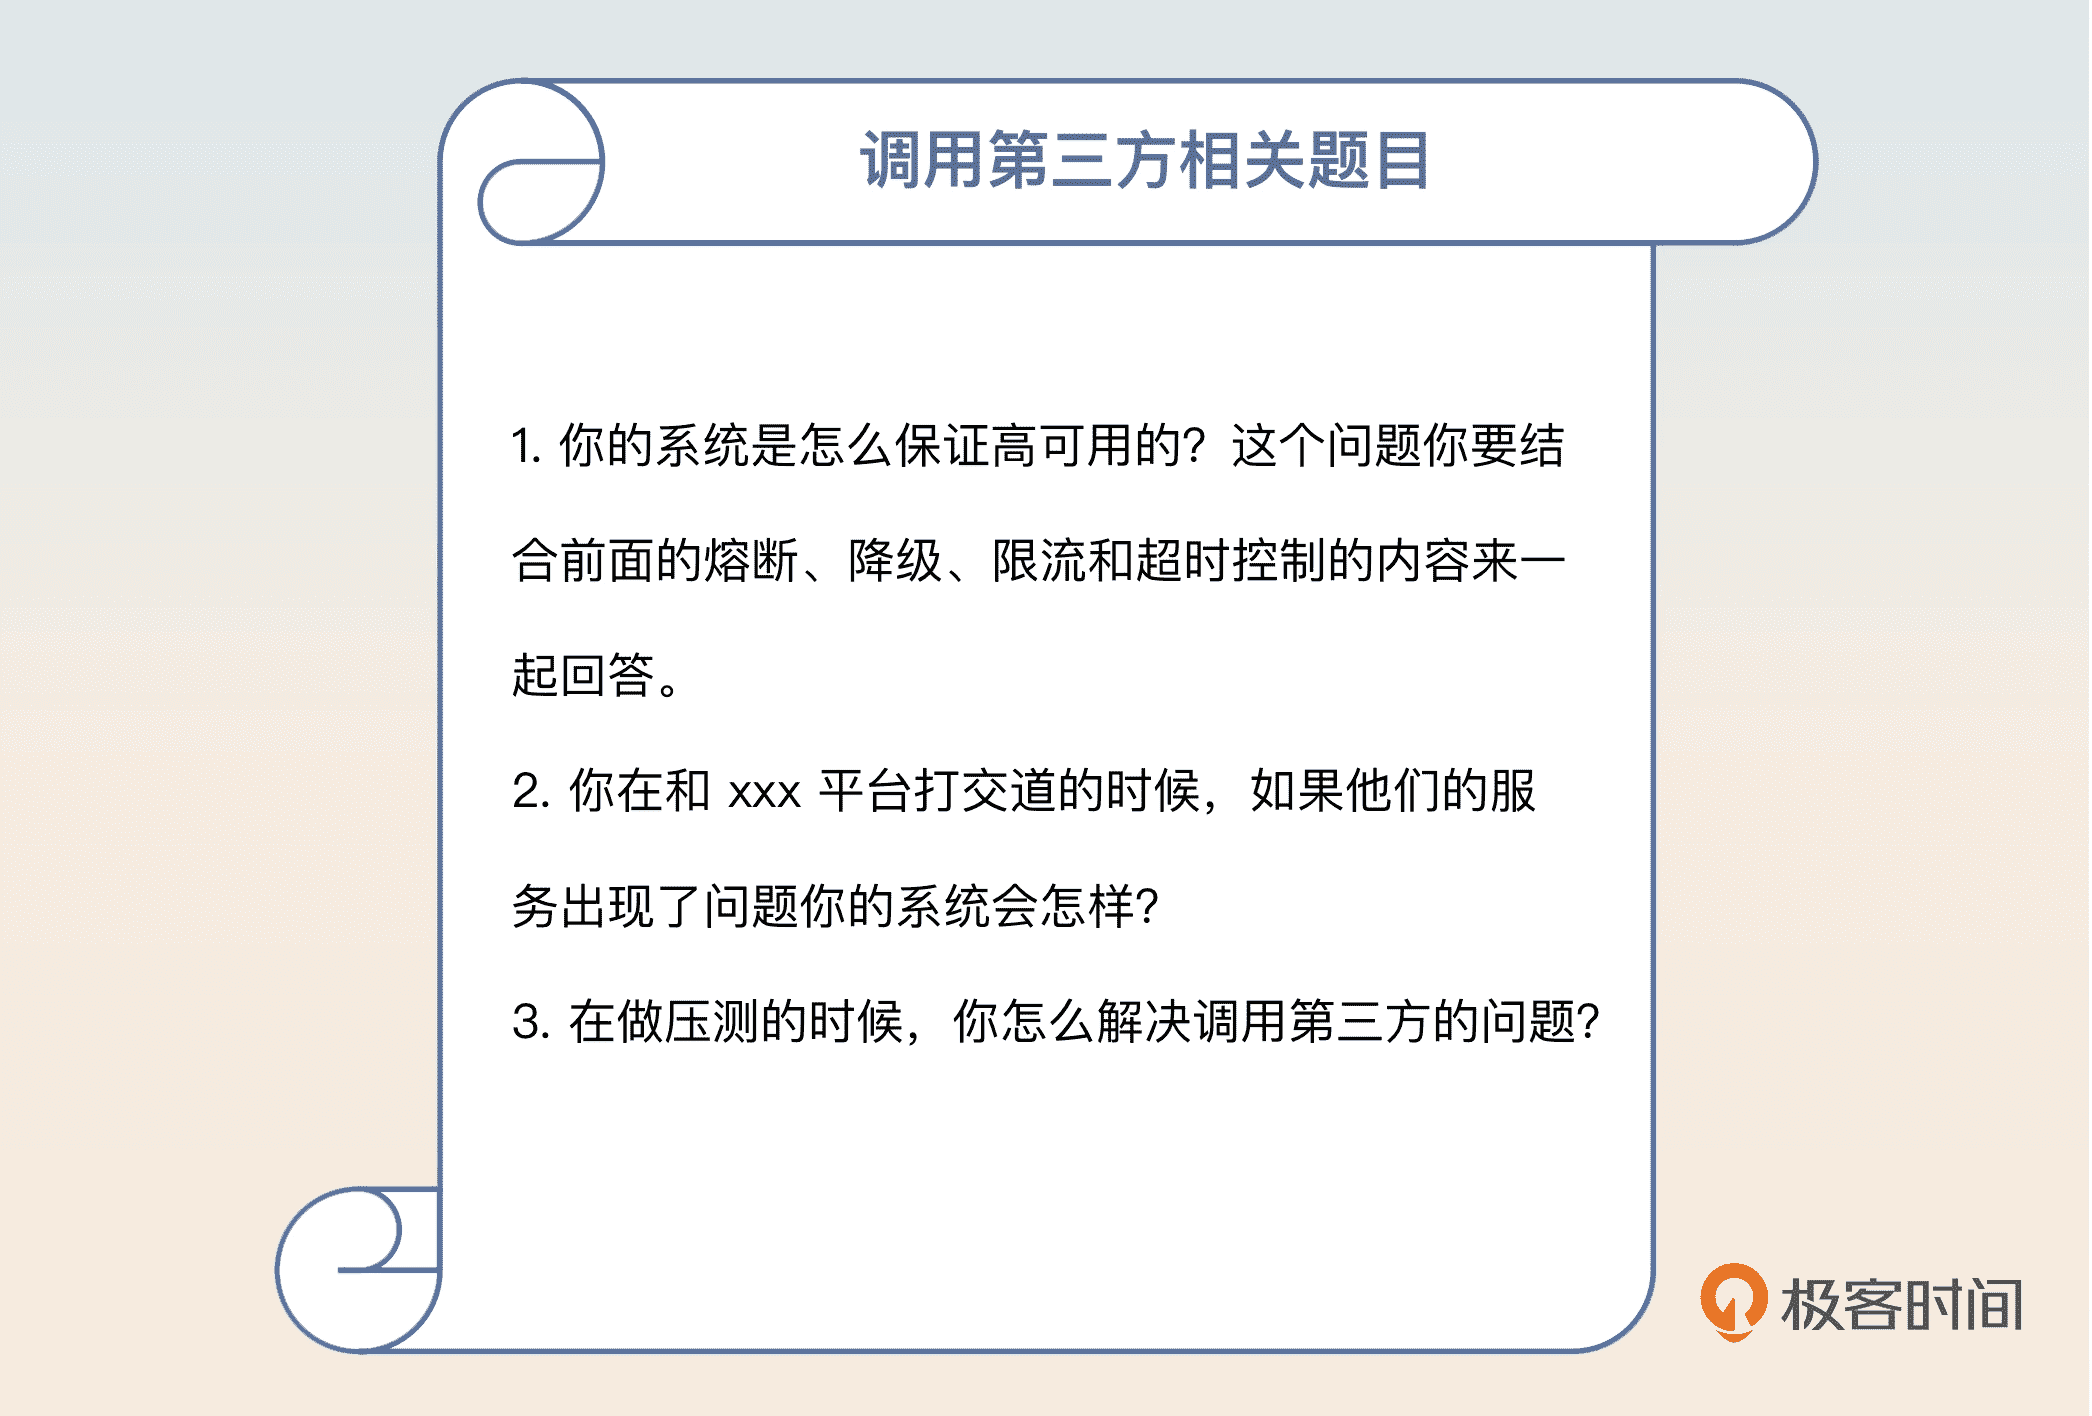 调用第三方相关题目
1. 你的系统是怎么保证高可用的？这个问题你要结
合前面的熔断、降级、限流和超时控制的内容来一
起回答。
2. 你在和 xxx 平台打交道的时候，如果他们的服
务出现了问题你的系统会怎样？
3. 在做压测的时候，你怎么解决调用第三方的问题？
极客时间